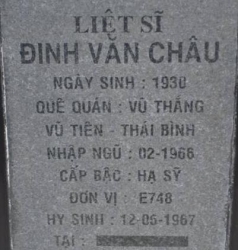 LIỆT SĨ
ĐINH VĂN CHÂU
NGÀY SINH : 1930
QUÊ QUÁN : VŨ THẮNG
VŨ TIÊN - THÁI BÌNH
NHẬP NGŨ : 02-1966
CẤP BẬC : HẠ SỸ
ĐƠN VỊ : E748
HY SINH : 12-05-1967
TẠI :